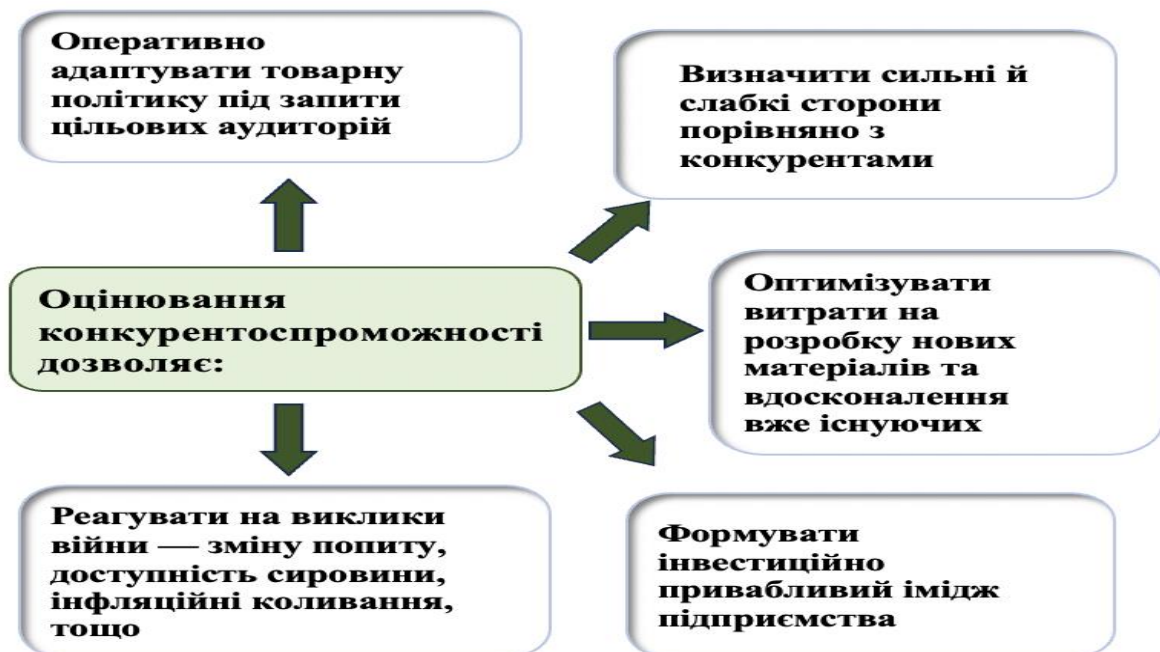 Оперативно
адаптувати товарну
політику під запити
цільових аудиторій
Визначити сильні й
слабкі сторони
порівняно з
конкурентами
Оцінювання
конкурентоспроможності
дозволяє:
Оптимізувати
витрати на
розробку нових
матеріалів та
вдосконалення
вже існуючих
Реагувати на виклики
війни — зміну попиту,
доступність сировини,
інфляційні коливання,
тощо
Формувати
інвестиційно
привабливий імідж
підприємства